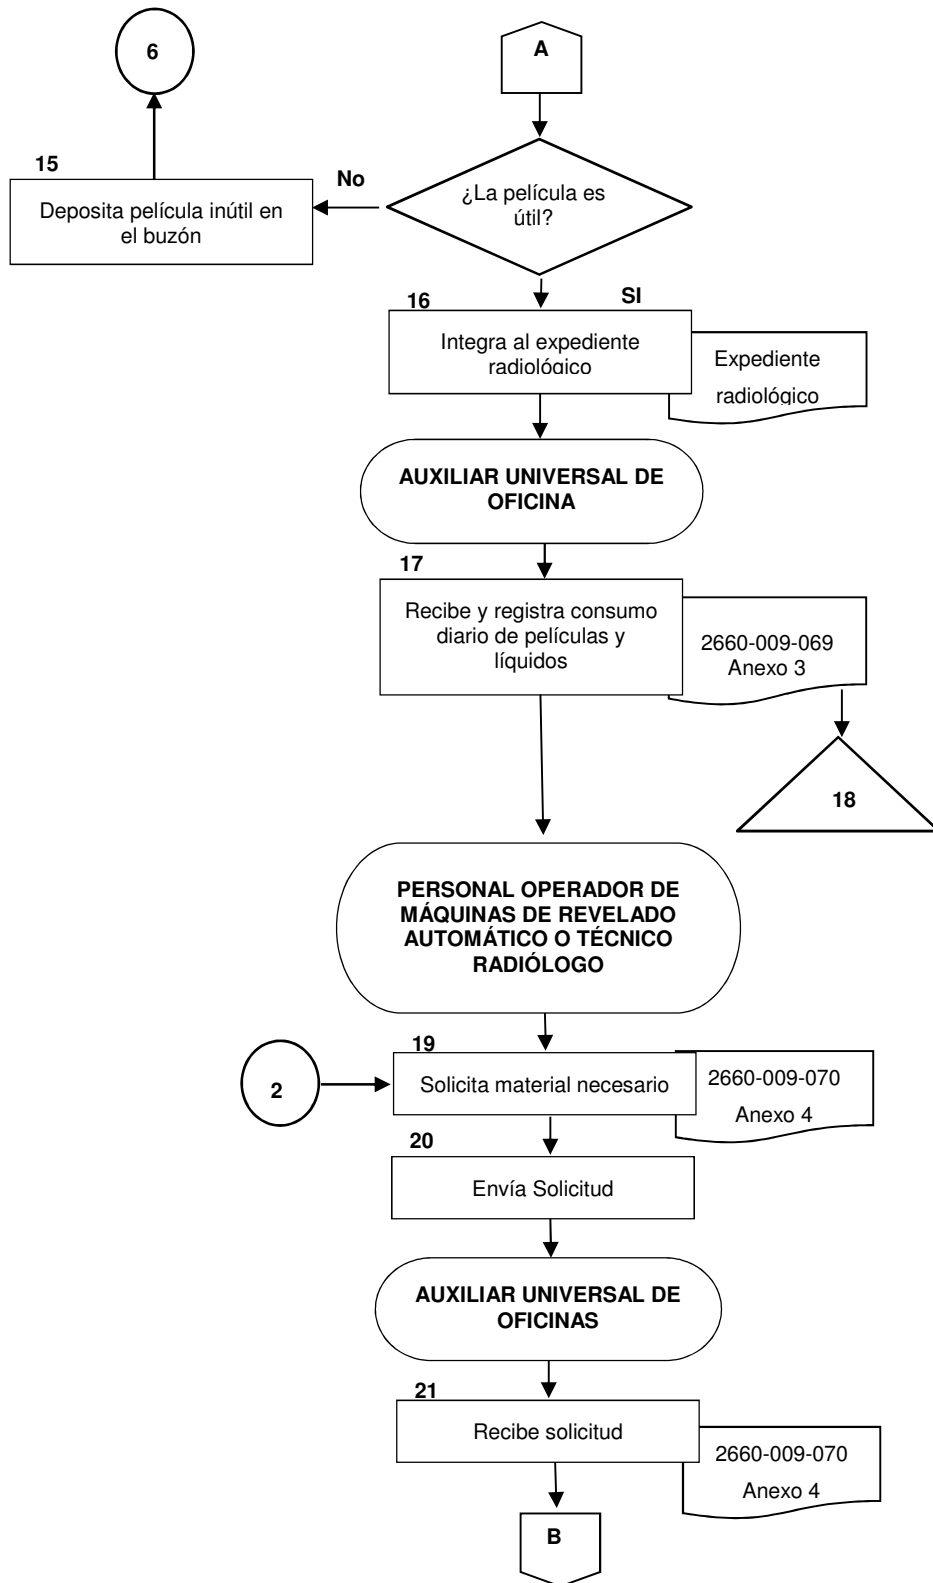 6
A
15
No
¿La película es
útil?
Deposita película inútil en
el buzón
16
SI
Integra al expediente
radiológico
Expediente
radiológico
AUXILIAR UNIVERSAL DE
OFICINA
17
Recibe y registra consumo
diario de películas y
líquidos
2660-009-069
Anexo 3
18
PERSONAL OPERADOR DE
MÁQUINAS DE REVELADO
AUTOMÁTICO O TÉCNICO
RADIÓLOGO
19
2
Solicita material necesario
2660-009-070
Anexo 4
20
Envía Solicitud
AUXILIAR UNIVERSAL DE
OFICINAS
21
Recibe solicitud
2660-009-070
Anexo 4
B